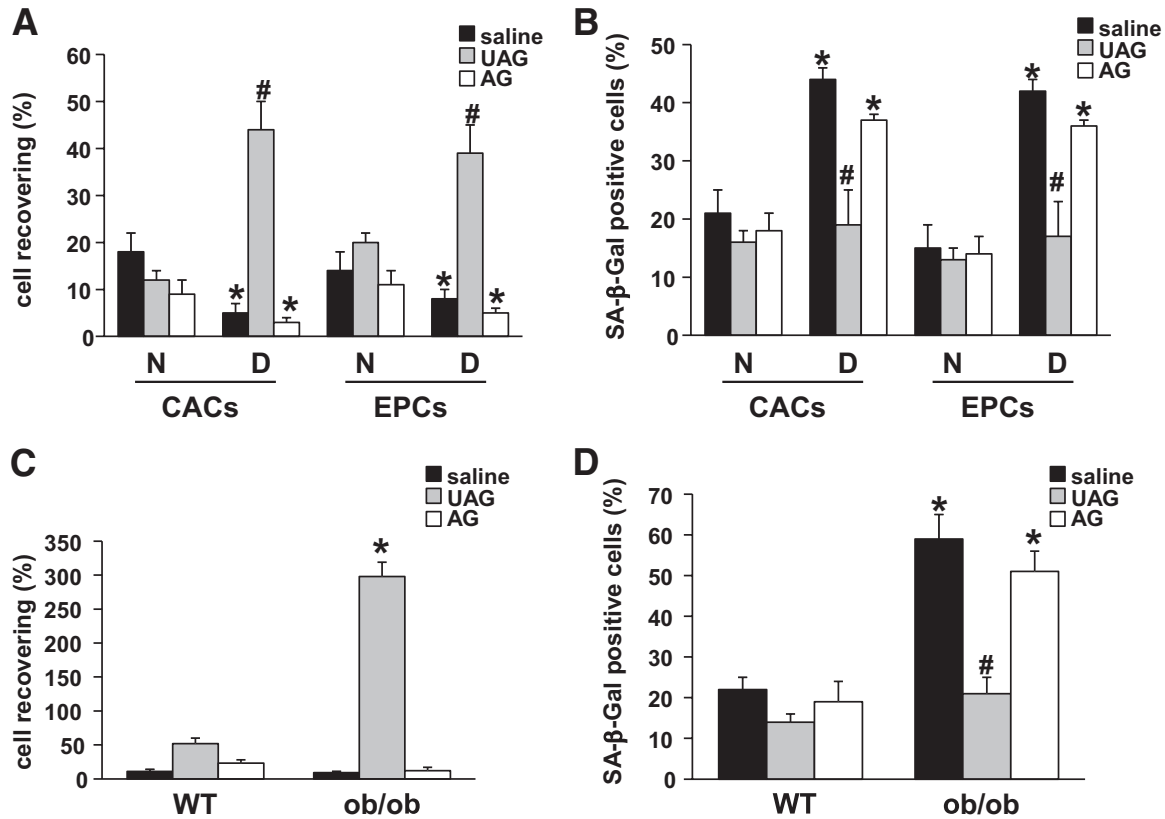 A
saline
UAG
AG
cell recovering (%)
60
50
40
30
20
10
0
# #
* * * *
N D N D
CACs EPCs
B
saline
UAG
AG
SA-β-Gal positive cells (%)
50
40
30
20
10
0
* * * *
# #
N D N D
CACs EPCs
C
saline
UAG
AG
cell recovering (%)
350
300
250
200
150
100
50
0
*
WT ob/ob
D
saline
UAG
AG
SA-β-Gal positive cells (%)
70
60
50
40
30
20
10
0
* # *
WT ob/ob